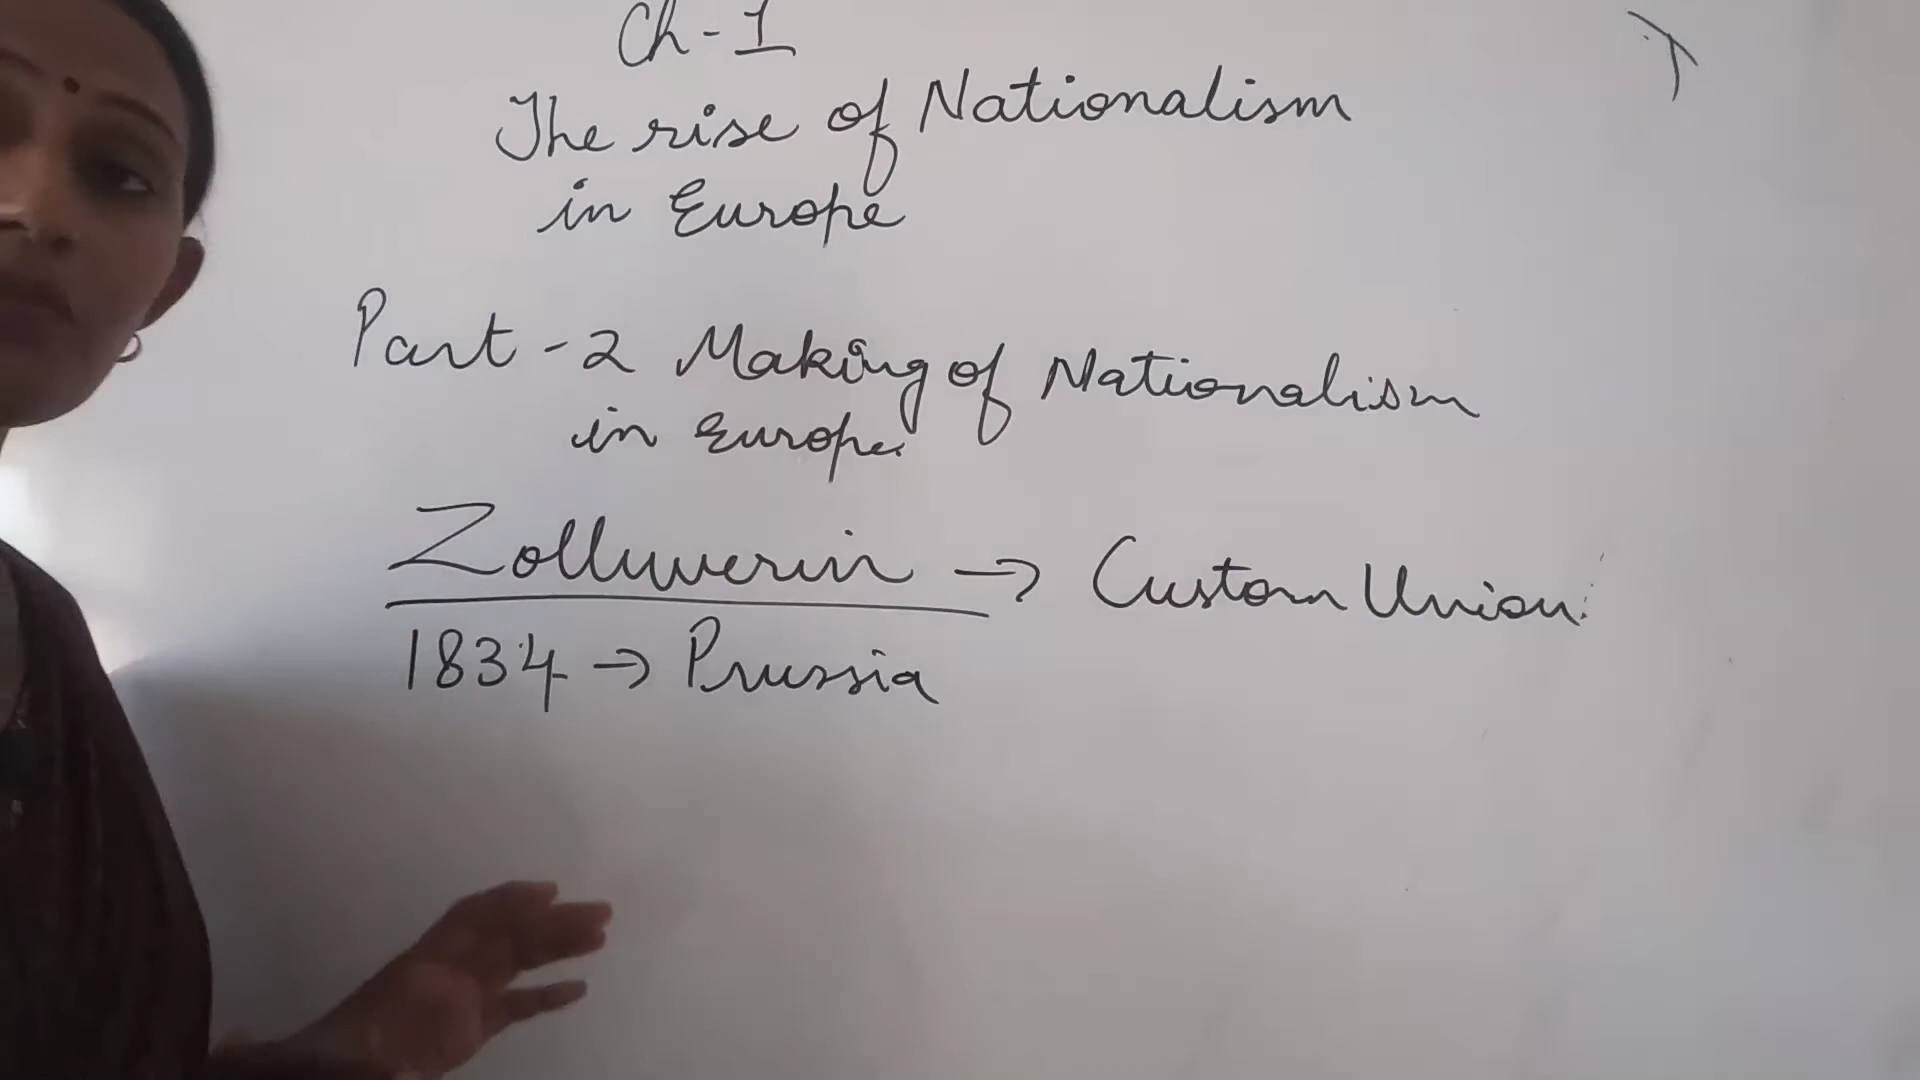 Ch-1
The rise of Nationalism
in Europe
Part-2 Making of Nationalism
in Europe.
Zolluverin → Custom Union.
1834 → Prussia